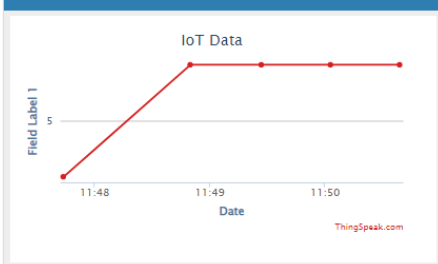 IoT Data
Field Label 1
5
11:48
11:49
11:50
Date
ThingSpeak.com